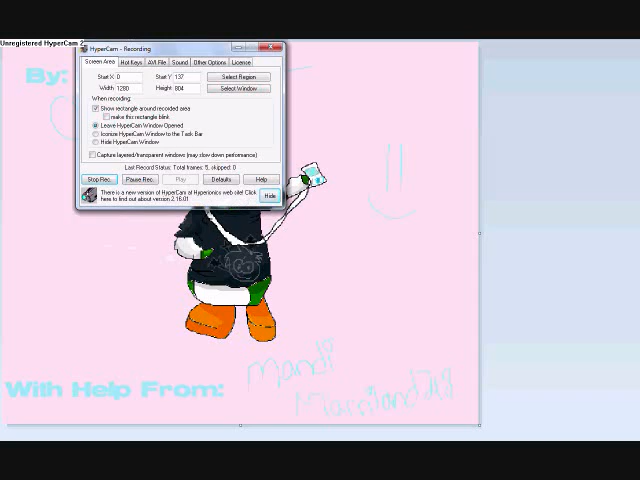 Unregistered HyperCam 2
HyperCam - Recording
Screen Area Hot Keys AVI File Sound Other Options License
Start X: 0 Start Y: 137 Select Region
Width 1280 Height 804 Select Window
When recording:
Show rectangle around recorded area
make this rectangle blink
Leave HyperCam Window Opened
Iconize HyperCam Window to the Task Bar
Hide HyperCam Window
Capture layered/transparent windows (may slow down performance)
Last Record Status: Total frames: 5, skipped: 0
Stop Rec. Pause Rec. Play Defaults Help
There is a new version of HyperCam at Hyperionics web site! Click
here to find out about version 2.16.01
Hide
By:
With Help From: